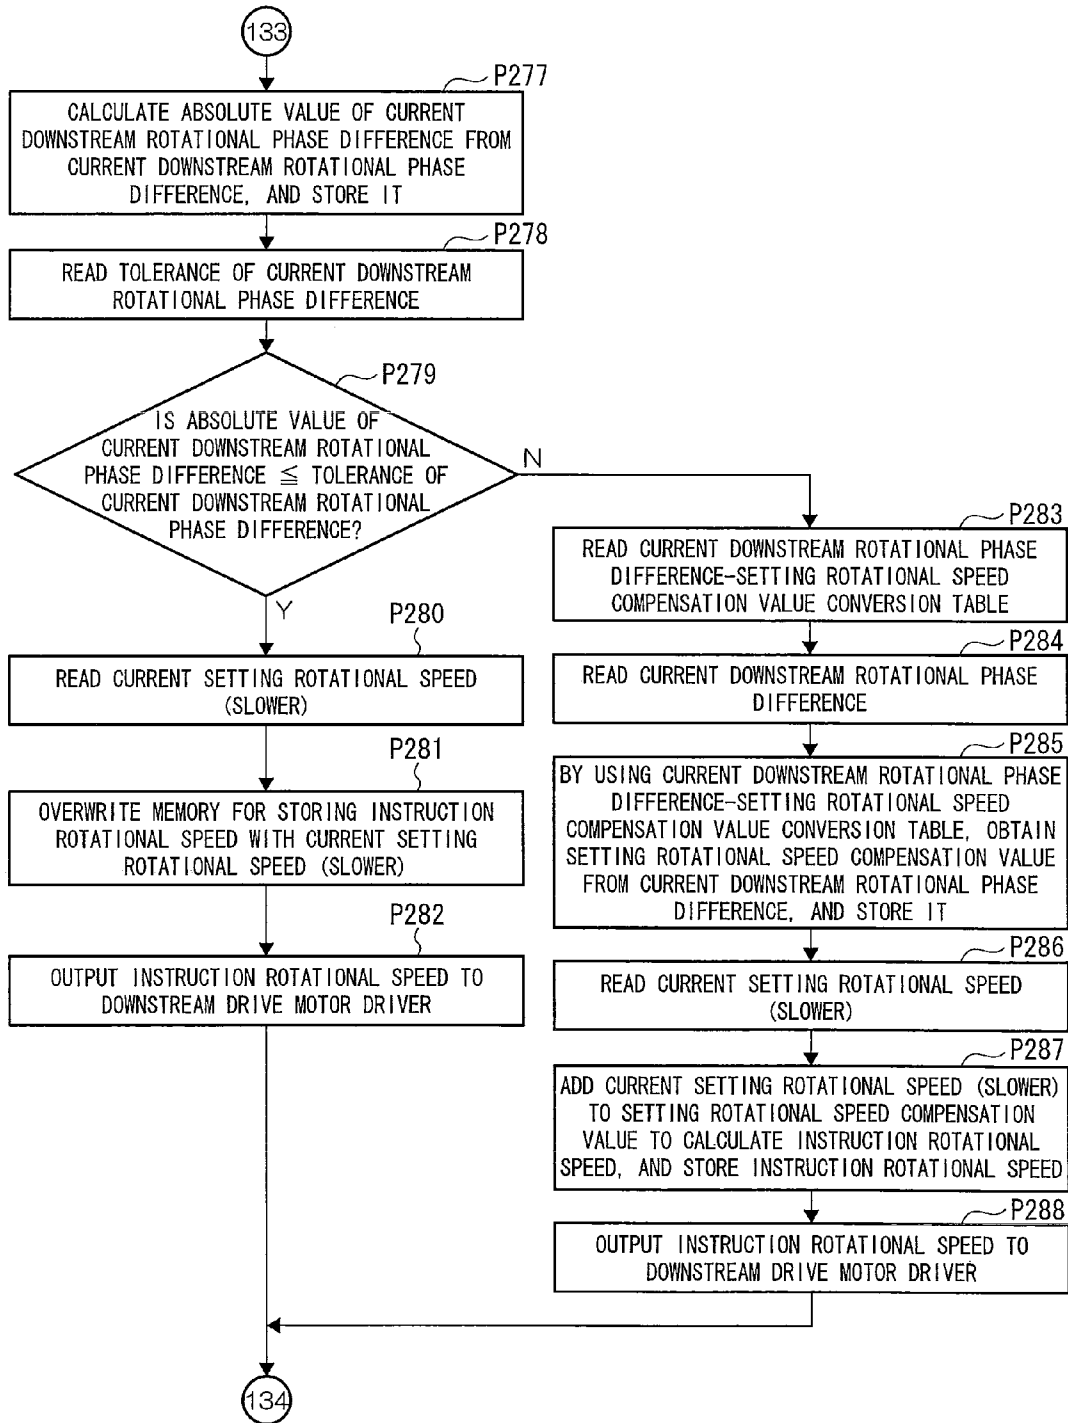 133
P277
CALCULATE ABSOLUTE VALUE OF CURRENT
DOWNSTREAM ROTATIONAL PHASE DIFFERENCE FROM
CURRENT DOWNSTREAM ROTATIONAL PHASE
DIFFERENCE, AND STORE IT
P278
READ TOLERANCE OF CURRENT DOWNSTREAM
ROTATIONAL PHASE DIFFERENCE
P279
IS ABSOLUTE VALUE OF
CURRENT DOWNSTREAM ROTATIONAL
PHASE DIFFERENCE ≦ TOLERANCE OF
CURRENT DOWNSTREAM ROTATIONAL
PHASE DIFFERENCE?
N
Y
P280
READ CURRENT SETTING ROTATIONAL SPEED
(SLOWER)
P281
OVERWRITE MEMORY FOR STORING INSTRUCTION
ROTATIONAL SPEED WITH CURRENT SETTING
ROTATIONAL SPEED (SLOWER)
P282
OUTPUT INSTRUCTION ROTATIONAL SPEED TO
DOWNSTREAM DRIVE MOTOR DRIVER
P283
READ CURRENT DOWNSTREAM ROTATIONAL PHASE
DIFFERENCE-SETTING ROTATIONAL SPEED
COMPENSATION VALUE CONVERSION TABLE
P284
READ CURRENT DOWNSTREAM ROTATIONAL PHASE
DIFFERENCE
P285
BY USING CURRENT DOWNSTREAM ROTATIONAL PHASE
DIFFERENCE-SETTING ROTATIONAL SPEED
COMPENSATION VALUE CONVERSION TABLE, OBTAIN
SETTING ROTATIONAL SPEED COMPENSATION VALUE
FROM CURRENT DOWNSTREAM ROTATIONAL PHASE
DIFFERENCE, AND STORE IT
P286
READ CURRENT SETTING ROTATIONAL SPEED
(SLOWER)
P287
ADD CURRENT SETTING ROTATIONAL SPEED (SLOWER)
TO SETTING ROTATIONAL SPEED COMPENSATION
VALUE TO CALCULATE INSTRUCTION ROTATIONAL
SPEED, AND STORE INSTRUCTION ROTATIONAL SPEED
P288
OUTPUT INSTRUCTION ROTATIONAL SPEED TO
DOWNSTREAM DRIVE MOTOR DRIVER
134